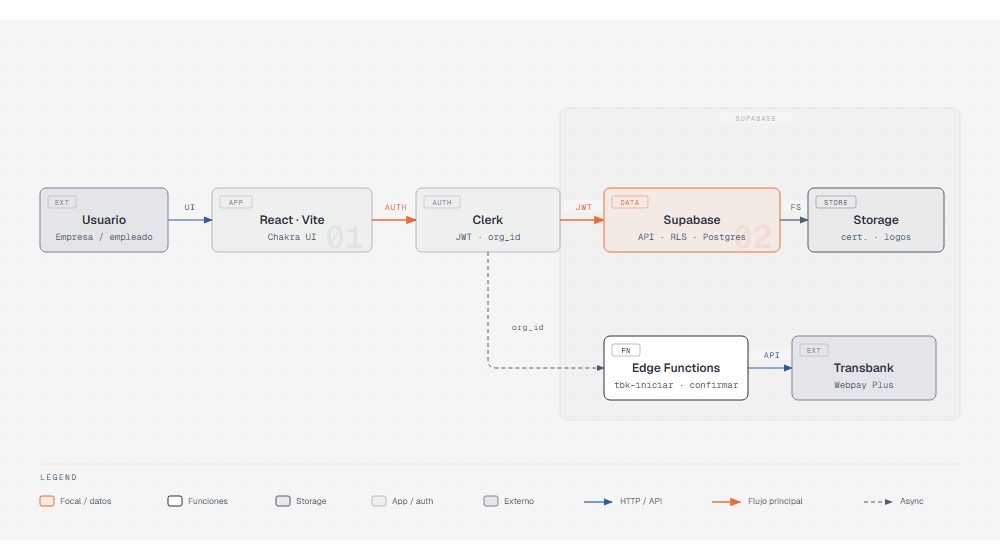 SUPABASE
EXT
Usuario
Empresa / empleado
UI
APP
React · Vite
Chakra UI
01
AUTH
AUTH
Clerk
JWT · org_id
JWT
DATA
Supabase
API · RLS · Postgres
02
FS
STORE
Storage
cert. · logos
org_id
FN
Edge Functions
tbk-iniciar · confirmar
API
EXT
Transbank
Webpay Plus
LEGEND
Focal / datos
Funciones
Storage
App / auth
Externo
HTTP / API
Flujo principal
Async